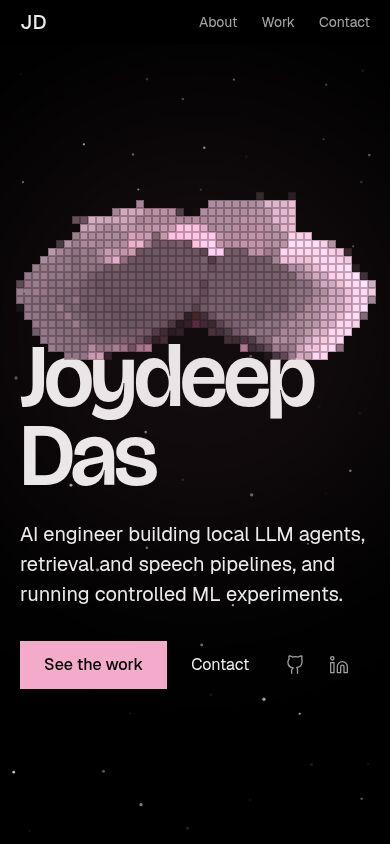 JD
About Work Contact
Joydeep
Das
AI engineer building local LLM agents,
retrieval and speech pipelines, and
running controlled ML experiments.
See the work Contact